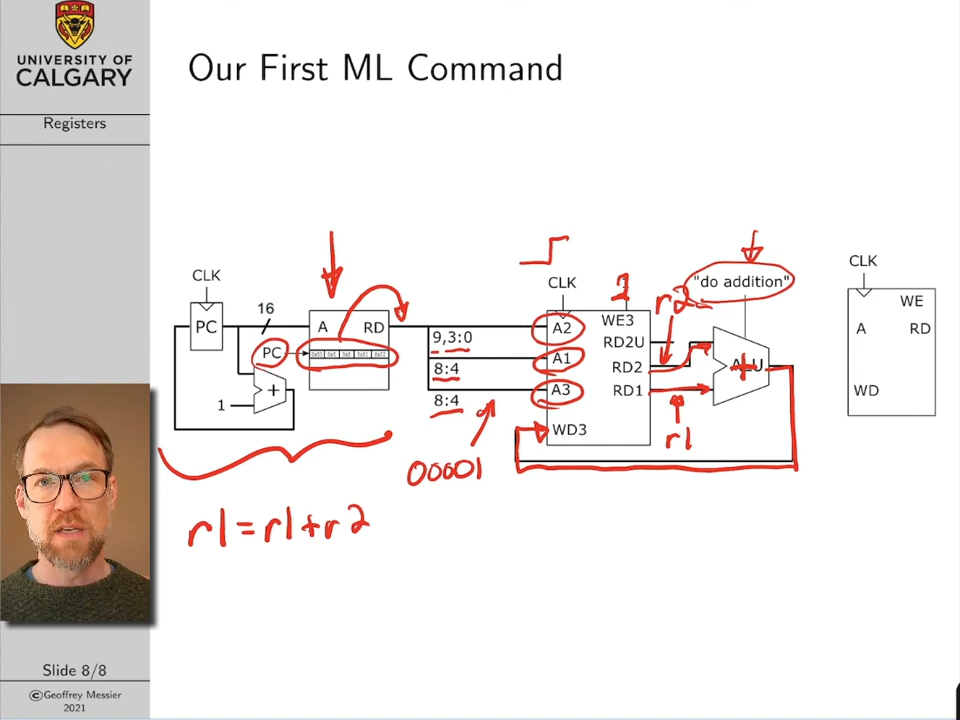 UNIVERSITY OF
CALGARY
Registers
Our First ML Command
CLK
PC
16
A
RD
PC
+
1
9,3:0
8:4
8:4
00001
CLK
A2
A1
A3
WD3
WE3
RD2U
RD2
RD1
r2
r1
"do addition"
+
CLK
WE
A
RD
WD
r1=r1+r2
Slide 8/8
©Geoffrey Messier
2021